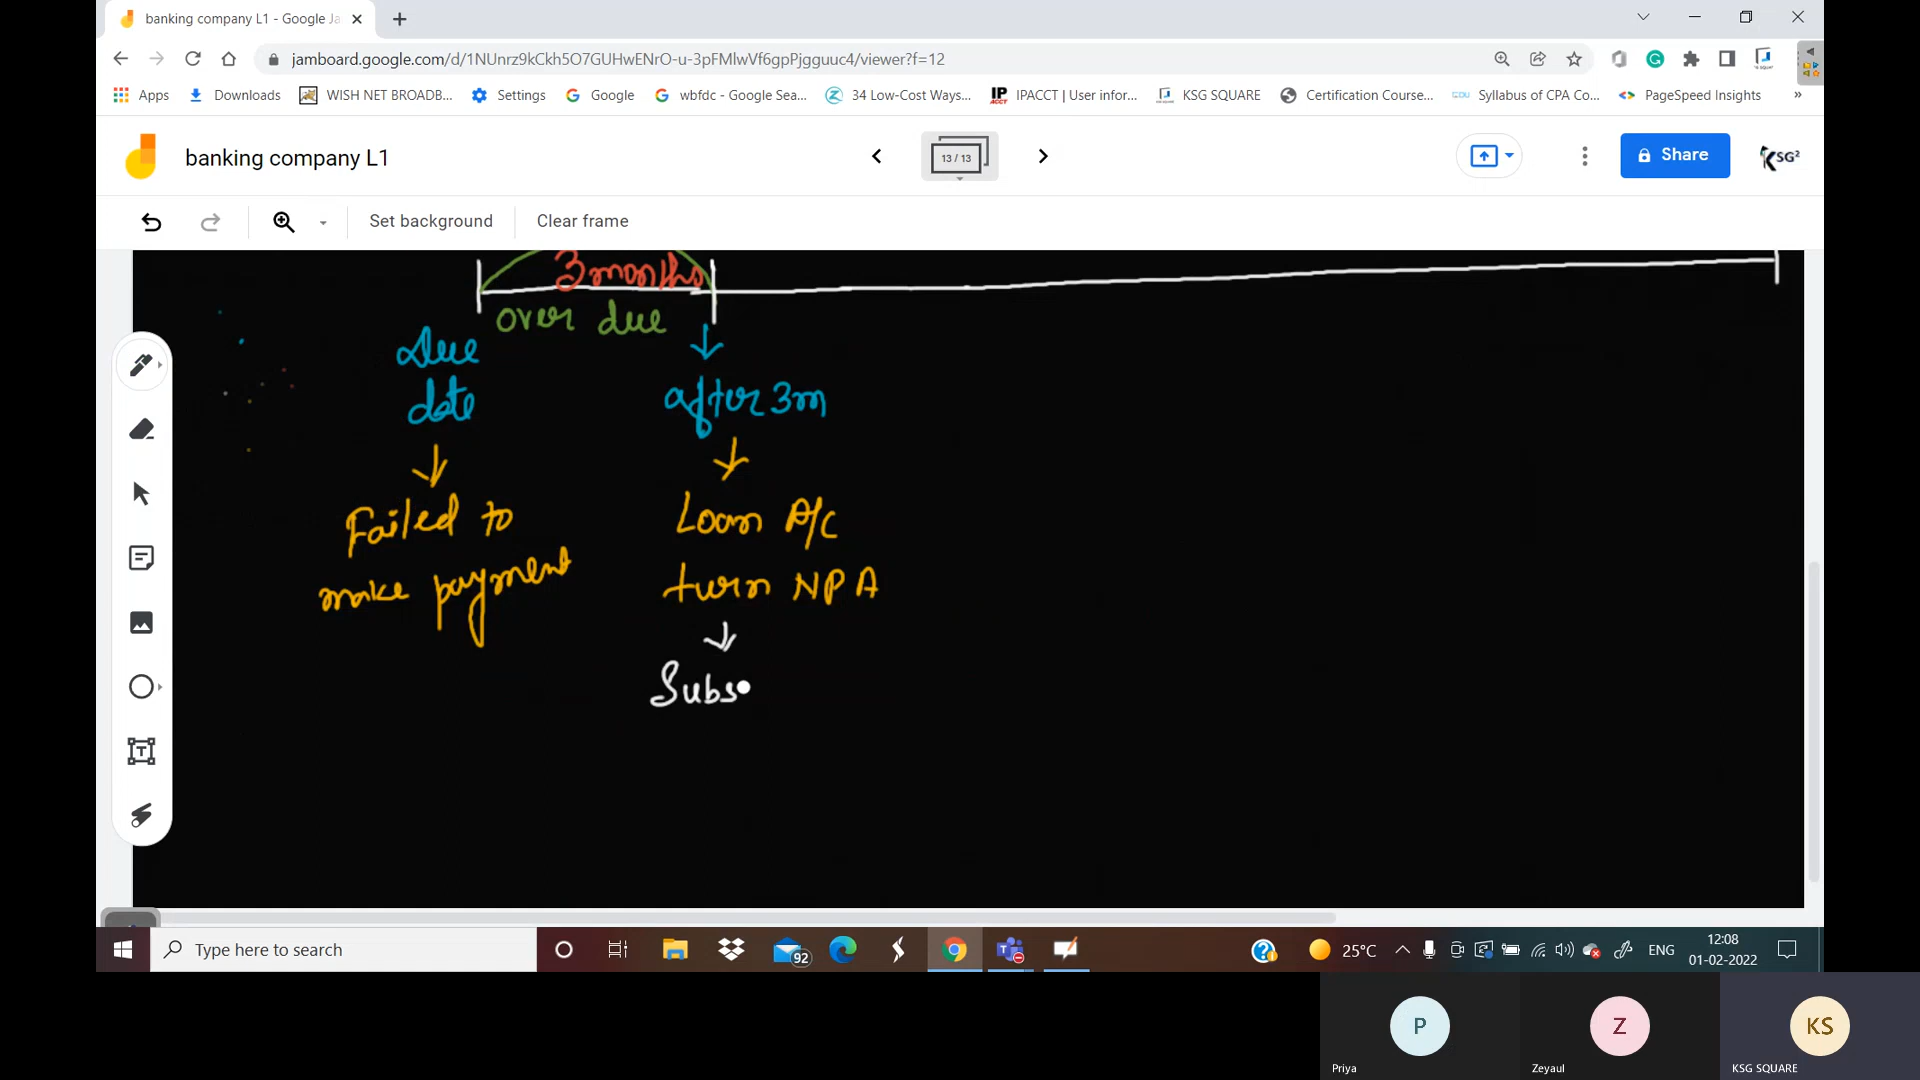 banking company L1 - Google Ja
jamboard.google.com/d/1NUnrz9kCkh5O7GUHwENrO-u-3pFMlwVf6gpPjgguuc4/viewer?f=12
Apps Downloads WISH NET BROADB... Settings Google wbfdc - Google Sea... 34 Low-Cost Ways... IPACCT | User infor... KSG SQUARE Certification Course... Syllabus of CPA Co... PageSpeed Insights »
banking company L1
13 / 13
Share
KSG²
Set background Clear frame
3months
over due
Due
date
after 3m
Failed to
make payment
Loan A/C
turn NPA
Subs
Type here to search
92
25°C
ENG
12:08
01-02-2022
P
Z
KS
Priya
Zeyaul
KSG SQUARE